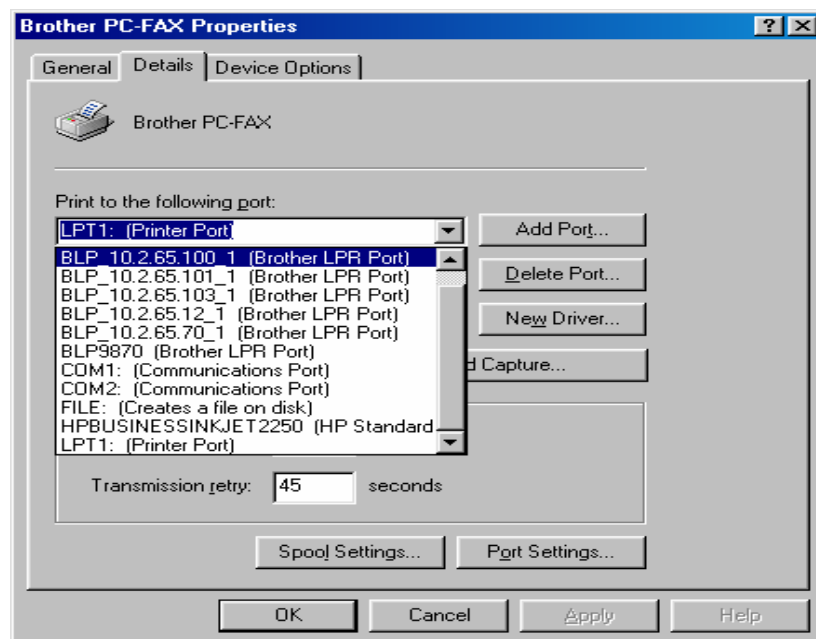 Brother PC-FAX Properties
General Details Device Options
Brother PC-FAX
Print to the following port:
LPT1: (Printer Port) Add Port...
BLP_10.2.65.100_1 (Brother LPR Port)
BLP_10.2.65.101_1 (Brother LPR Port) Delete Port...
BLP_10.2.65.103_1 (Brother LPR Port)
BLP_10.2.65.12_1 (Brother LPR Port) New Driver...
BLP_10.2.65.70_1 (Brother LPR Port)
BLP9870 (Brother LPR Port)
COM1: (Communications Port) d Capture...
COM2: (Communications Port)
FILE: (Creates a file on disk)
HPBUSINESSINKJET2250 (HP Standard
LPT1: (Printer Port)
Transmission retry: 45 seconds
Spool Settings... Port Settings...
OK Cancel Apply Help